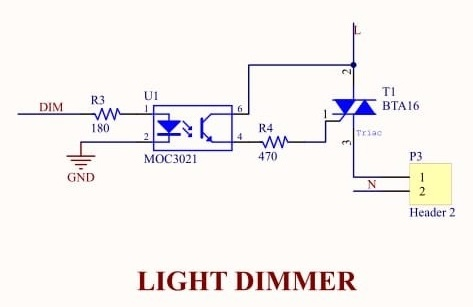 L
2
T1
BTA16
1
Triac
3
DIM
R3
180
GND
U1
1
6
2
4
MOC3021
R4
470
P3
1
N
2
Header 2
LIGHT DIMMER